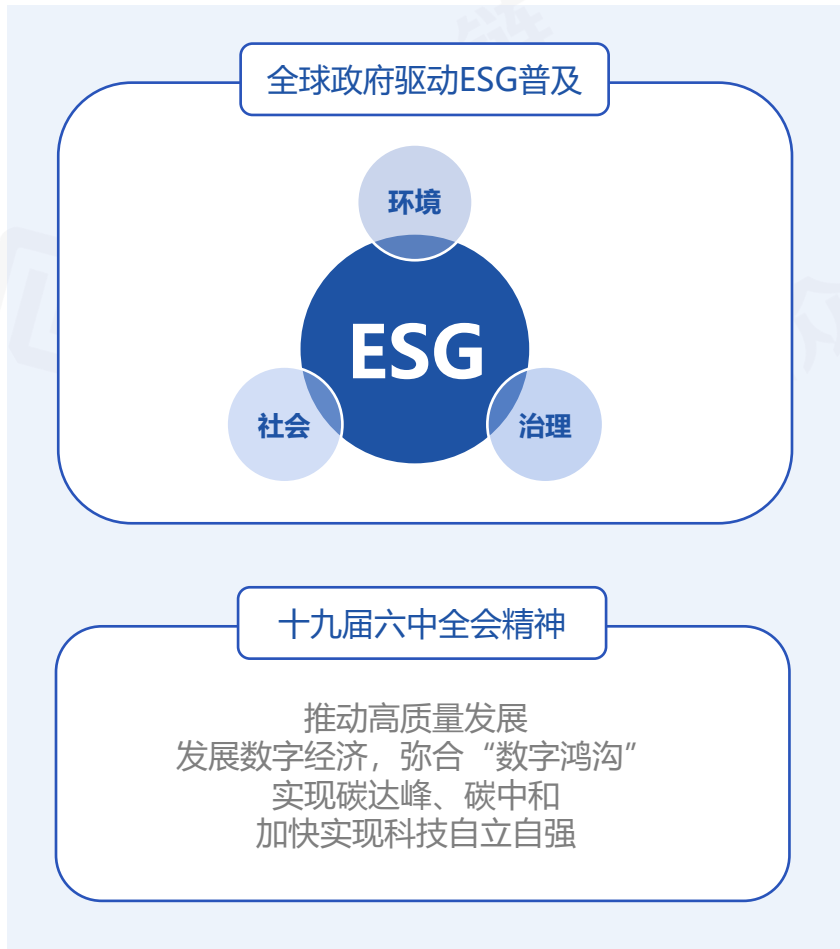 全球政府驱动ESG普及
环境
ESG
社会
治理
十九届六中全会精神
推动高质量发展
发展数字经济，弥合“数字鸿沟”
实现碳达峰、碳中和
加快实现科技自立自强